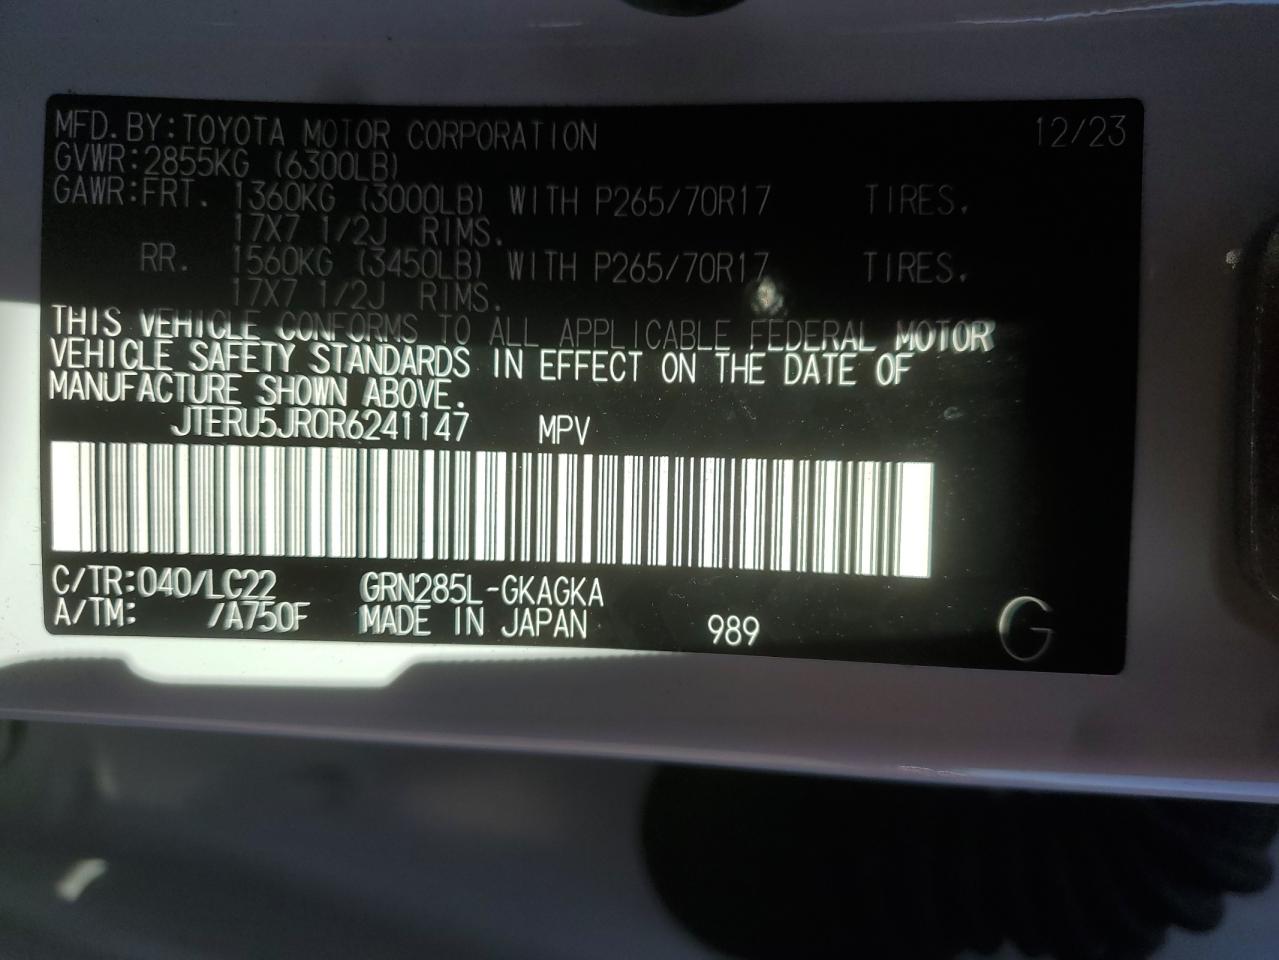 MFD. BY: TOYOTA MOTOR CORPORATION 12/23
GVWR: 2855KG (6300LB)
GAWR: FRT. 1360KG (3000LB) WITH P265/70R17 TIRES.
17X7 1/2J RIMS.
RR. 1560KG (3450LB) WITH P265/70R17 TIRES.
17X7 1/2J RIMS.
THIS VEHICLE CONFORMS TO ALL APPLICABLE FEDERAL MOTOR
VEHICLE SAFETY STANDARDS IN EFFECT ON THE DATE OF
MANUFACTURE SHOWN ABOVE.
JTERU5JR0R6241147 MPV
C/TR: 040/LC22 GRN285L-GKAGKA
A/TM: /A750F MADE IN JAPAN 989 G